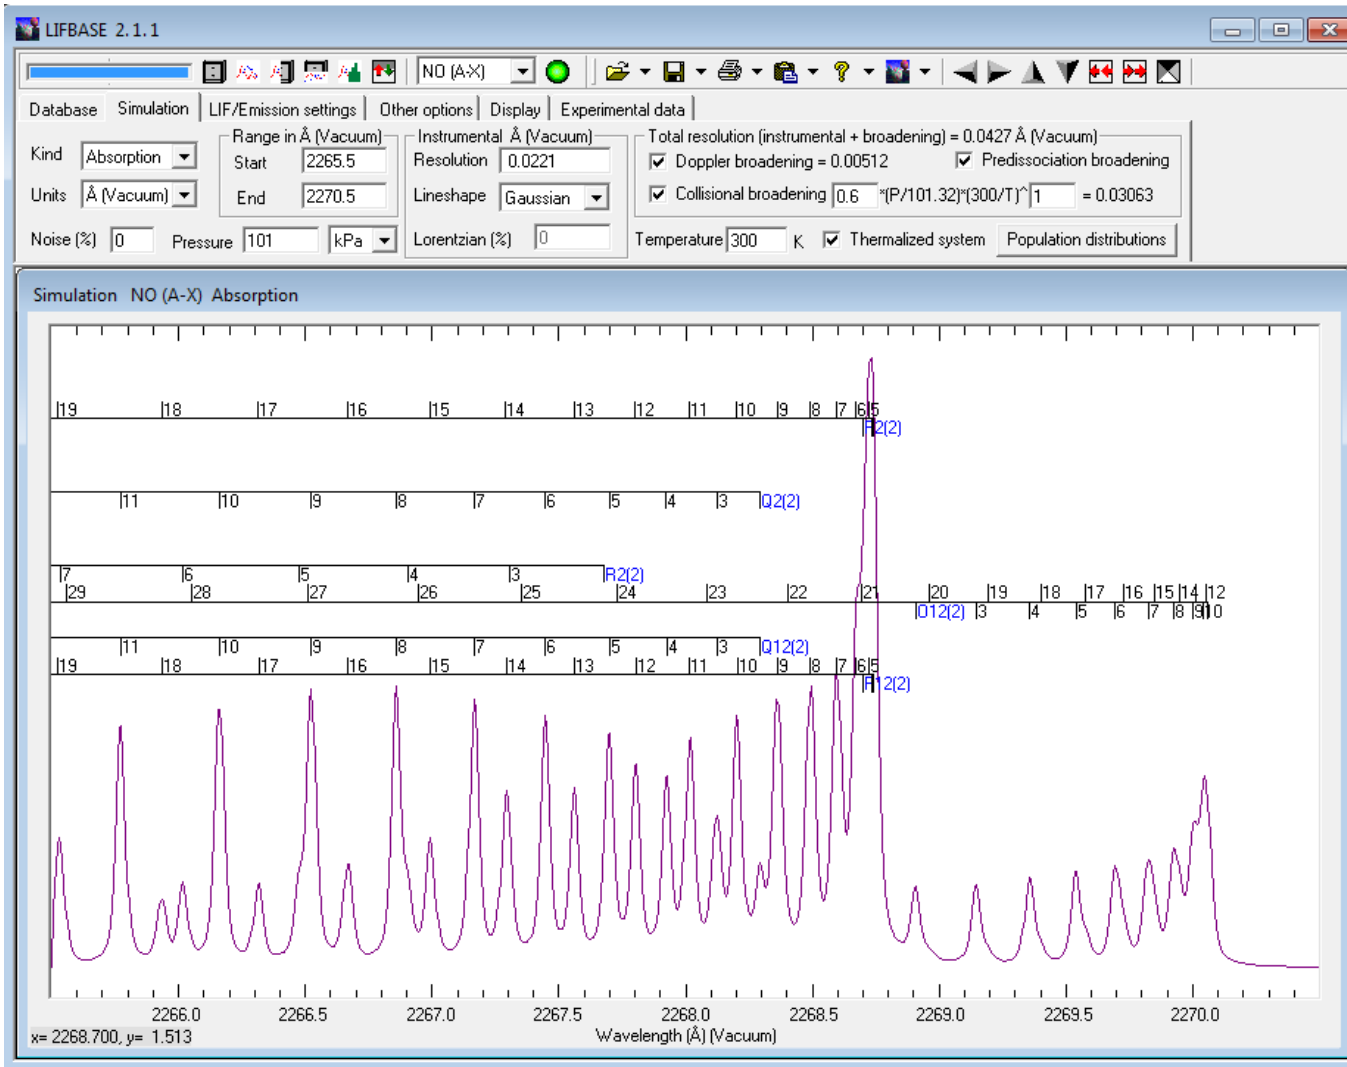 LIFBASE 2.1.1
NO (A-X)
Database Simulation LIF/Emission settings Other options Display Experimental data
Range in Å (Vacuum) Instrumental Å (Vacuum) Total resolution (instrumental + broadening) = 0.0427 Å (Vacuum)
Kind Absorption Start 2265.5 Resolution 0.0221 Doppler broadening = 0.00512 Predissociation broadening
Units Å (Vacuum) End 2270.5 Lineshape Gaussian Collisional broadening 0.6 *(P/101.32)*(300/T)^ 1 = 0.03063
Noise (%) 0 Pressure 101 kPa Lorentzian (%) 0 Temperature 300 K Thermalized system Population distributions
Simulation NO (A-X) Absorption
19 18 17 16 15 14 13 12 11 10 9 8 7 6 5
2(2)
11 10 9 8 7 6 5 4 3 Q2(2)
7 6 5 4 3 R2(2)
29 28 27 26 25 24 23 22 21 20 19 18 17 16 15 14 12
O12(2) 3 4 5 6 7 8 9 10
11 10 9 8 7 6 5 4 3 Q12(2)
19 18 17 16 15 14 13 12 11 10 9 8 7 6 5
12(2)
2266.0 2266.5 2267.0 2267.5 2268.0 2268.5 2269.0 2269.5 2270.0
x= 2268.700, y= 1.513 Wavelength (Å) (Vacuum)